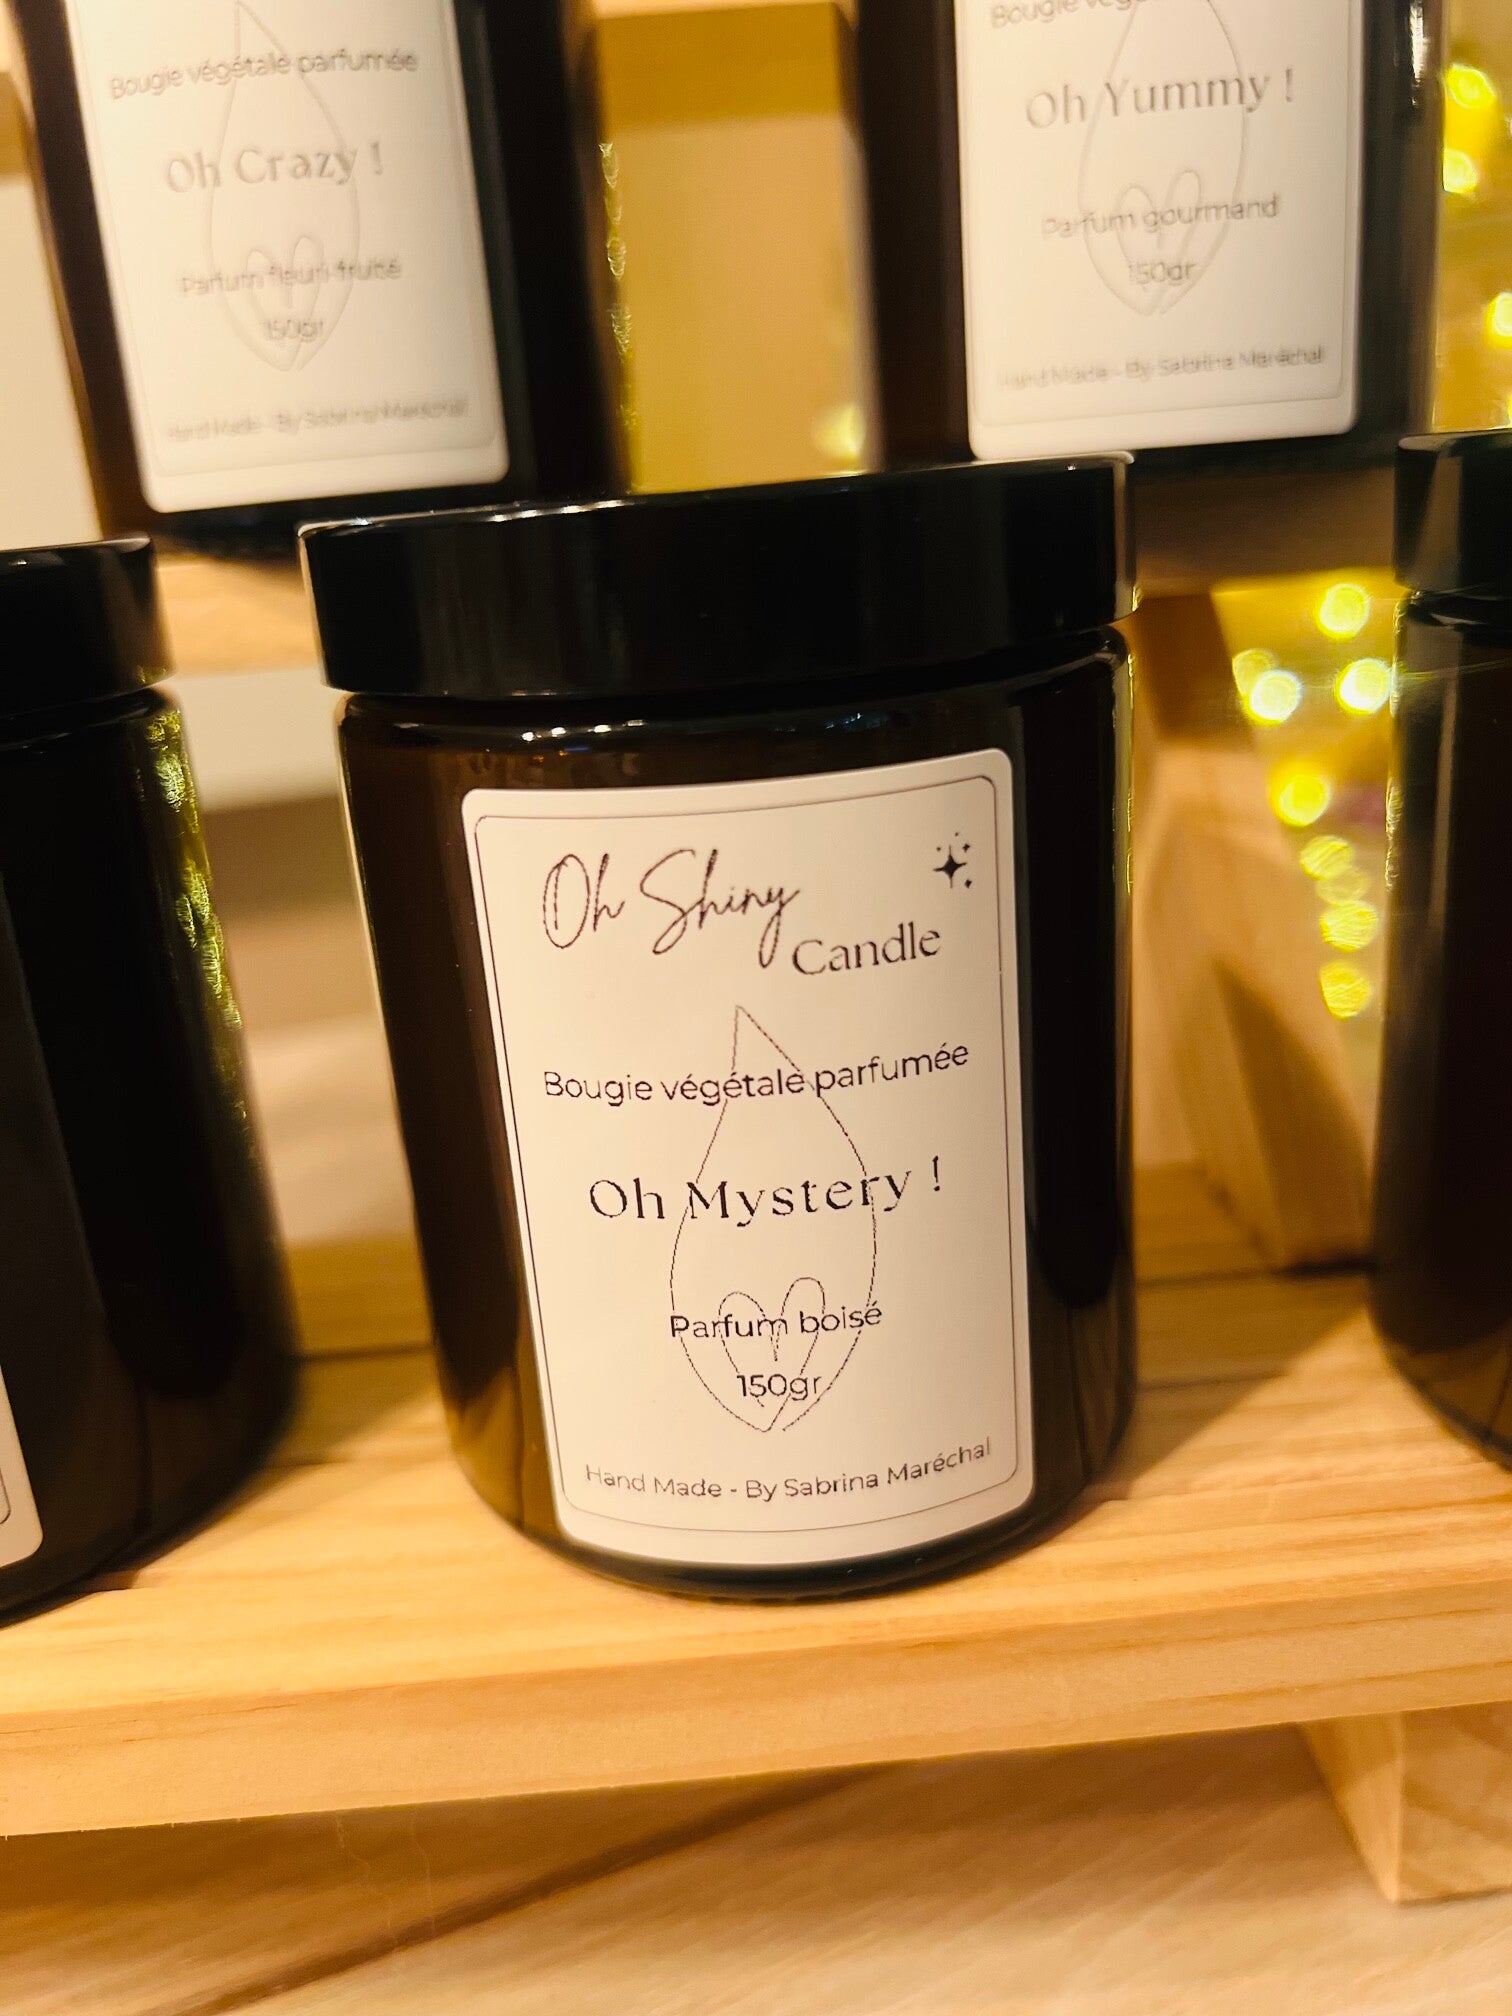 Bougie végétale parfumée
Oh Crazy !
Parfum fleuri-fruité
150gr
Hand Made - By Sabrina Maréchal
Bougie
Oh Yummy !
Parfum gourmand
150gr
Hand Made - By Sabrina Maréchal
Oh Shiny
Candle
Bougie végétale parfumée
Oh Mystery !
Parfum boisé
150gr
Hand Made - By Sabrina Maréchal